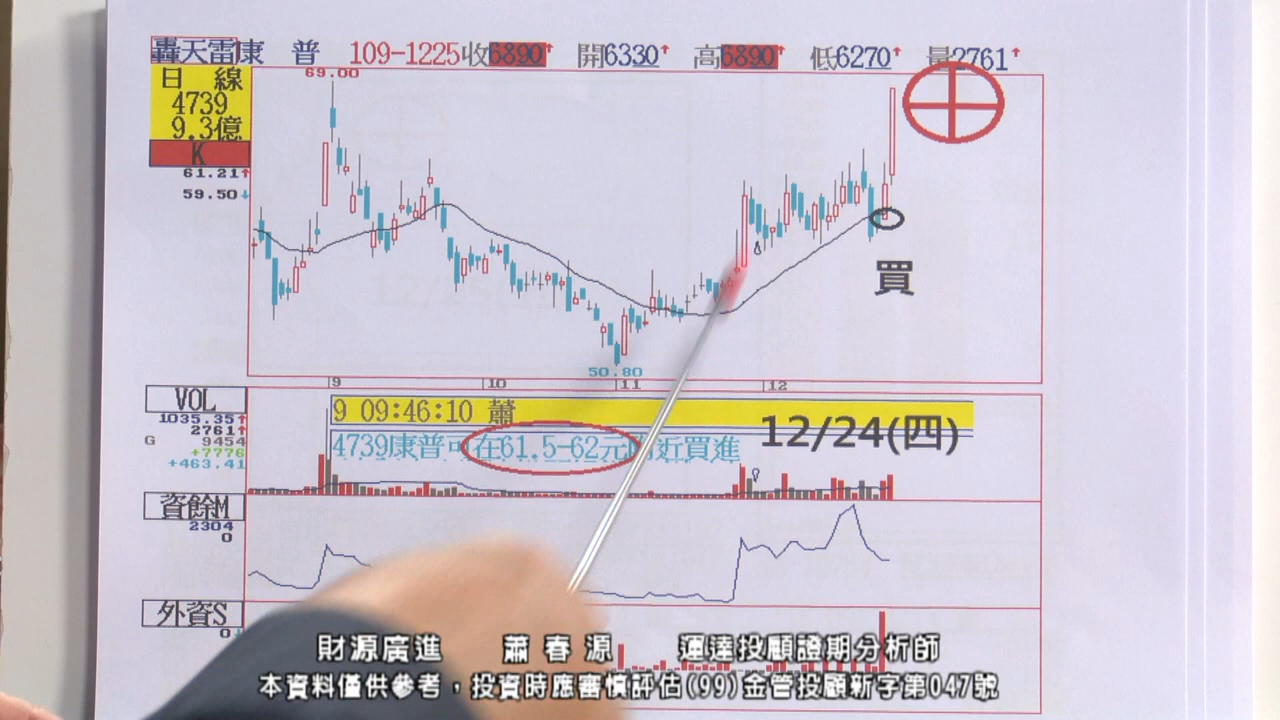 轟天雷康 普 109-1225收6890↑ 開6330↑ 高6890↑ 低6270↑ 量2761↑
日 線
4739
9.3億
K
61.21↑
59.50↓
69.00
50.80
買
9 10 11 12
VOL
1035.35↑
2761↑
G 9454
+7776
+463.41
9 09:46:10 蕭
12/24(四)
4739康普可在61.5-62元附近買進
資餘M
2304
0
外資S
0↓
財源廣進 蕭春源 運達投顧證期分析師
本資料僅供參考，投資時應審慎評估(99)金管投顧新字第047號